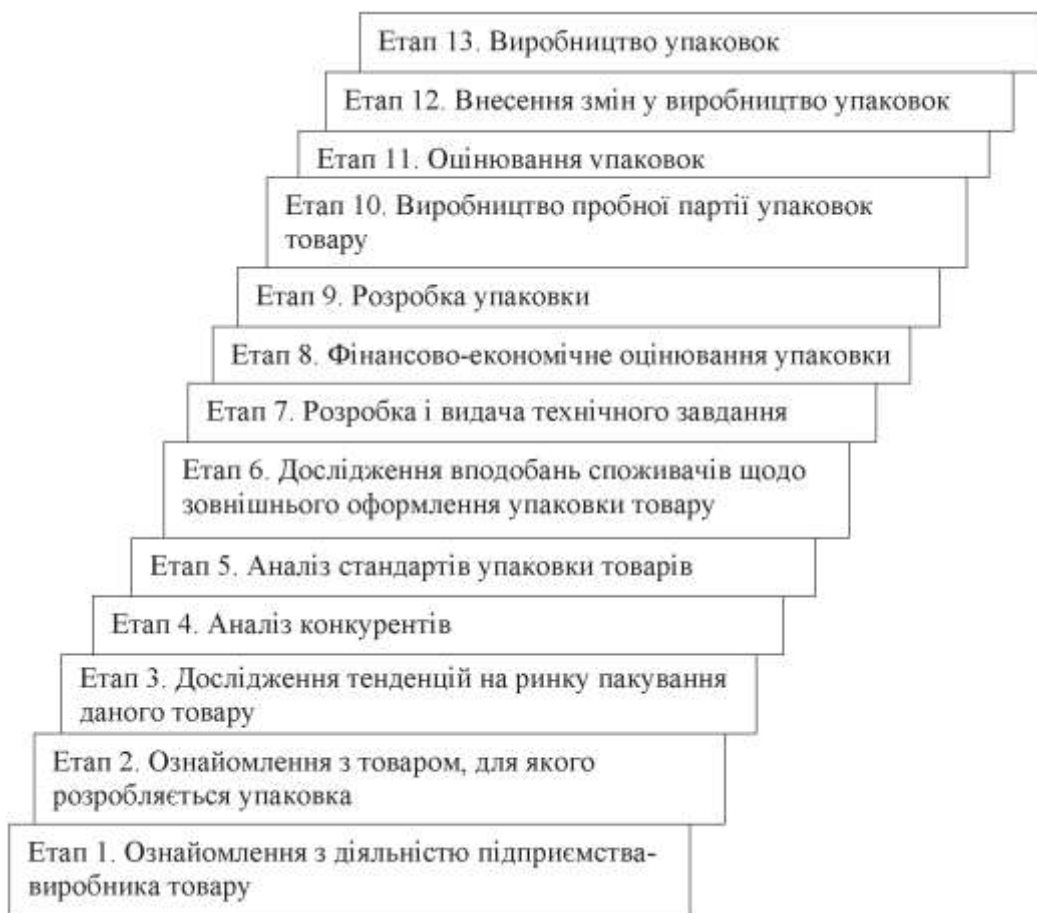 Етап 13. Виробництво упаковок
Етап 12. Внесення змін у виробництво упаковок
Етап 11. Оцінювання упаковок
Етап 10. Виробництво пробної партії упаковок
товару
Етап 9. Розробка упаковки
Етап 8. Фінансово-економічне оцінювання упаковки
Етап 7. Розробка і видача технічного завдання
Етап 6. Дослідження вподобань споживачів щодо
зовнішнього оформлення упаковки товару
Етап 5. Аналіз стандартів упаковки товарів
Етап 4. Аналіз конкурентів
Етап 3. Дослідження тенденцій на ринку пакування
даного товару
Етап 2. Ознайомлення з товаром, для якого
розробляється упаковка
Етап 1. Ознайомлення з діяльністю підприємства-
виробника товару